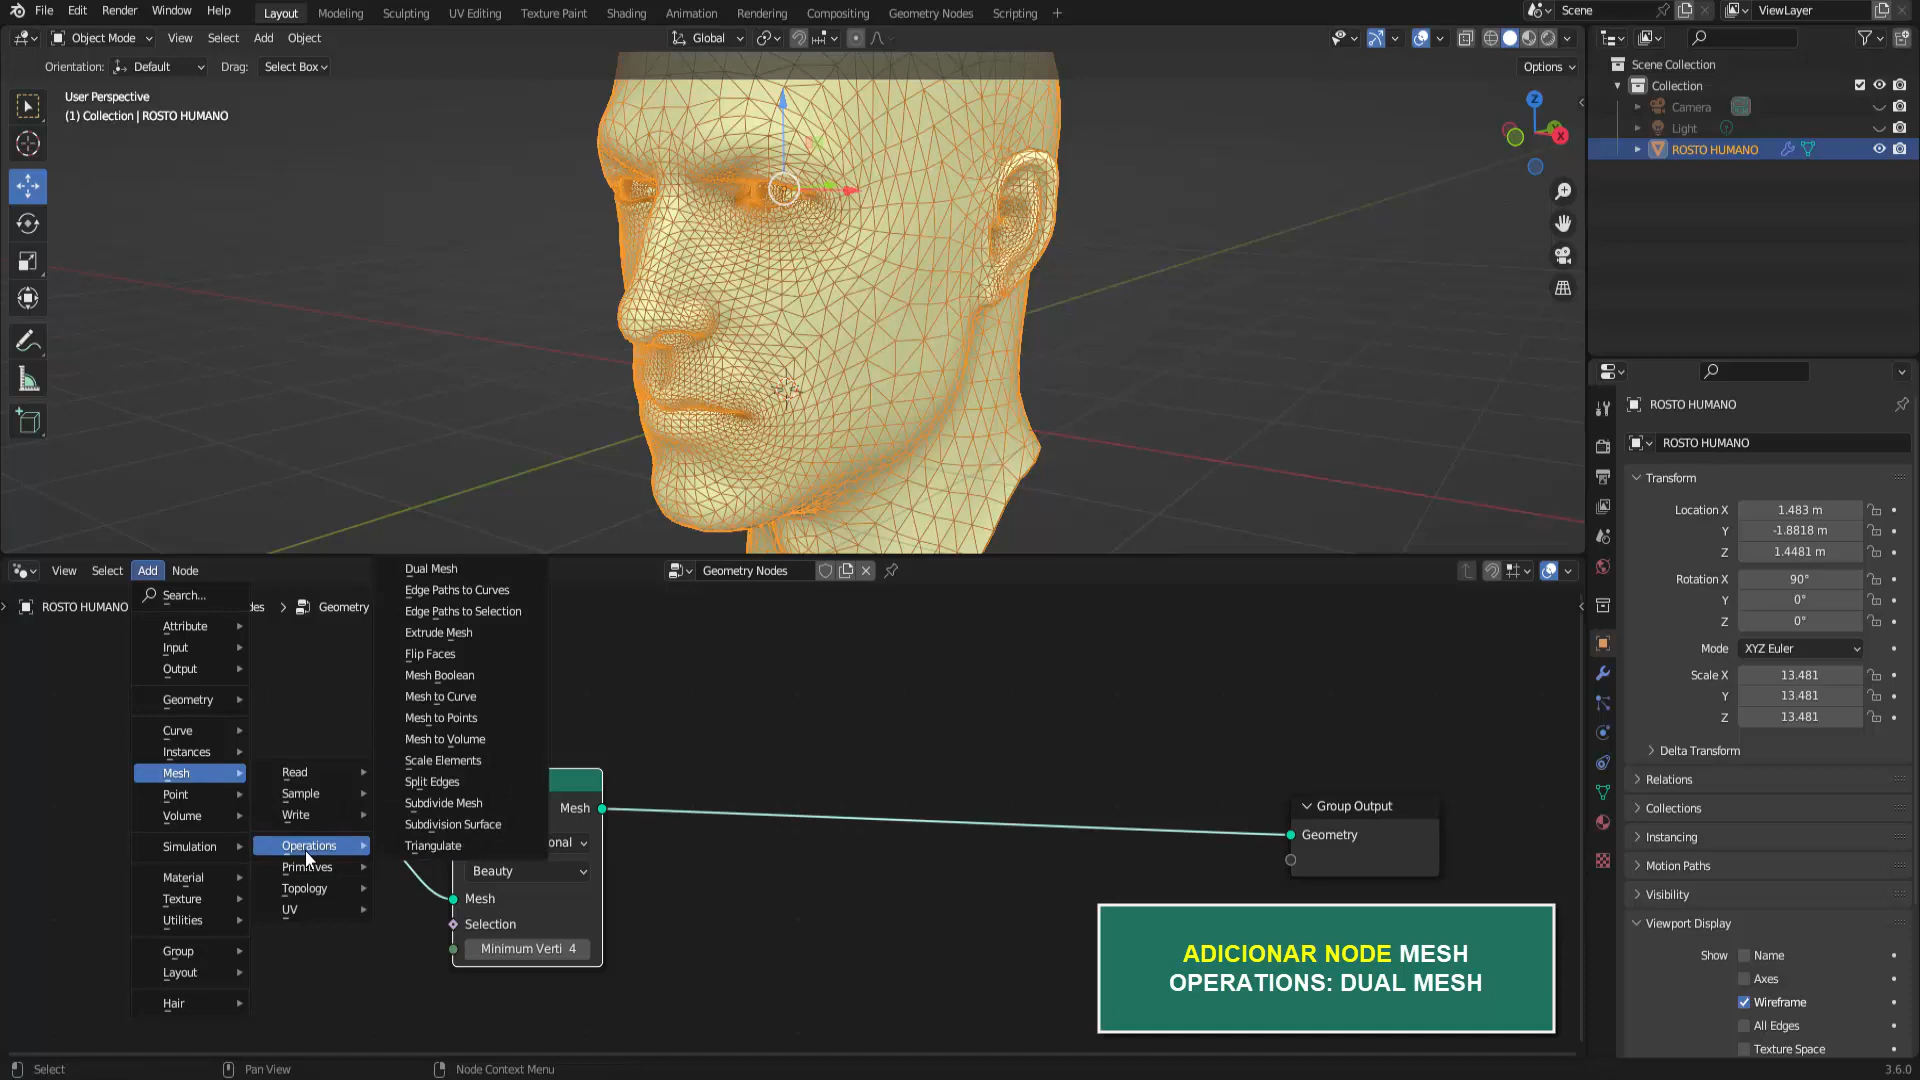 File Edit Render Window Help
Layout Modeling Sculpting UV Editing Texture Paint Shading Animation Rendering Compositing Geometry Nodes Scripting +
Scene
ViewLayer
Object Mode View Select Add Object
Global
Orientation: Default Drag: Select Box
Options
User Perspective
(1) Collection | ROSTO HUMANO
Z
Y
X
Scene Collection
Collection
Camera
Light
ROSTO HUMANO
ROSTO HUMANO
ROSTO HUMANO
Transform
Location X 1.483 m
Y -1.8818 m
Z 1.4481 m
Rotation X 90°
Y 0°
Z 0°
Mode XYZ Euler
Scale X 13.481
Y 13.481
Z 13.481
Delta Transform
Relations
Collections
Instancing
Motion Paths
Visibility
Viewport Display
Show Name
Axes
Wireframe
All Edges
Texture Space
View Select Add Node
Geometry Nodes
ROSTO HUMANO
des > Geometry
Search...
Attribute
Input
Output
Geometry
Curve
Instances
Mesh
Point
Volume
Simulation
Material
Texture
Utilities
Group
Layout
Hair
Read
Sample
Write
Operations
Primitives
Topology
UV
Dual Mesh
Edge Paths to Curves
Edge Paths to Selection
Extrude Mesh
Flip Faces
Mesh Boolean
Mesh to Curve
Mesh to Points
Mesh to Volume
Scale Elements
Split Edges
Subdivide Mesh
Subdivision Surface
Triangulate
Mesh
onal
Beauty
Mesh
Selection
Minimum Verti 4
Group Output
Geometry
ADICIONAR NODE MESH
OPERATIONS: DUAL MESH
Select
Pan View
Node Context Menu
3.6.0